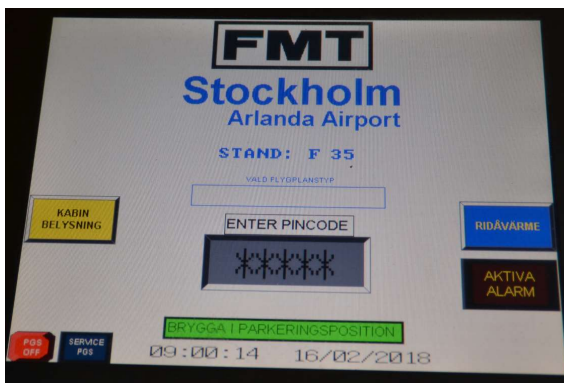 FMT
Stockholm
Arlanda Airport
STAND: F 35
VALD FLYGPLANSTYP
KABIN
BELYSNING
ENTER PINCODE
*****
RIDÅVÄRME
AKTIVA
ALARM
BRYGGA I PARKERINGSPOSITION
PGS
OFF
SERVICE
PGS
09:00:14 16/02/2018